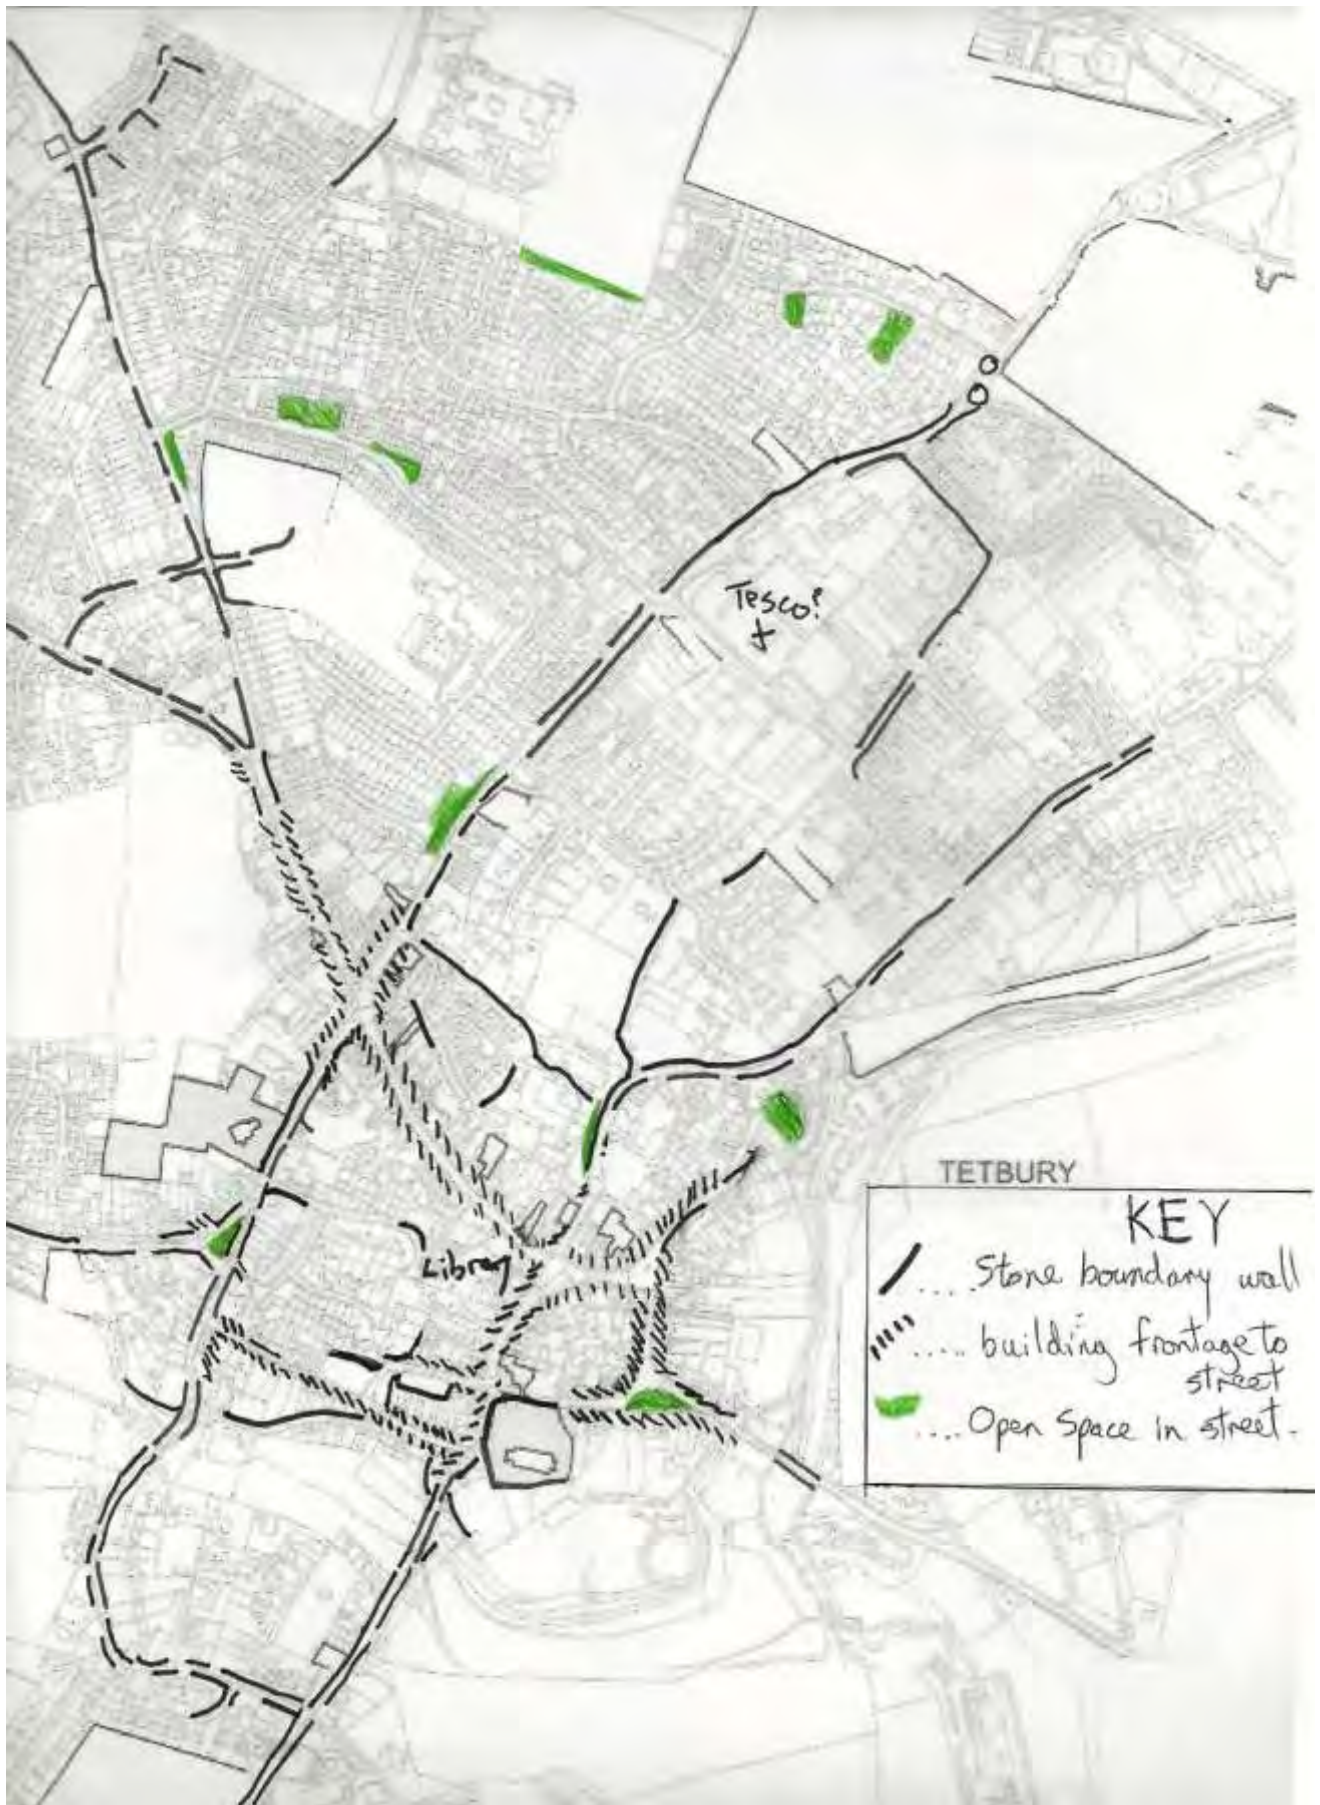 Tesco?
x
Library
TETBURY
KEY
..... Stone boundary wall
..... building frontage to
street
.... Open Space in street.